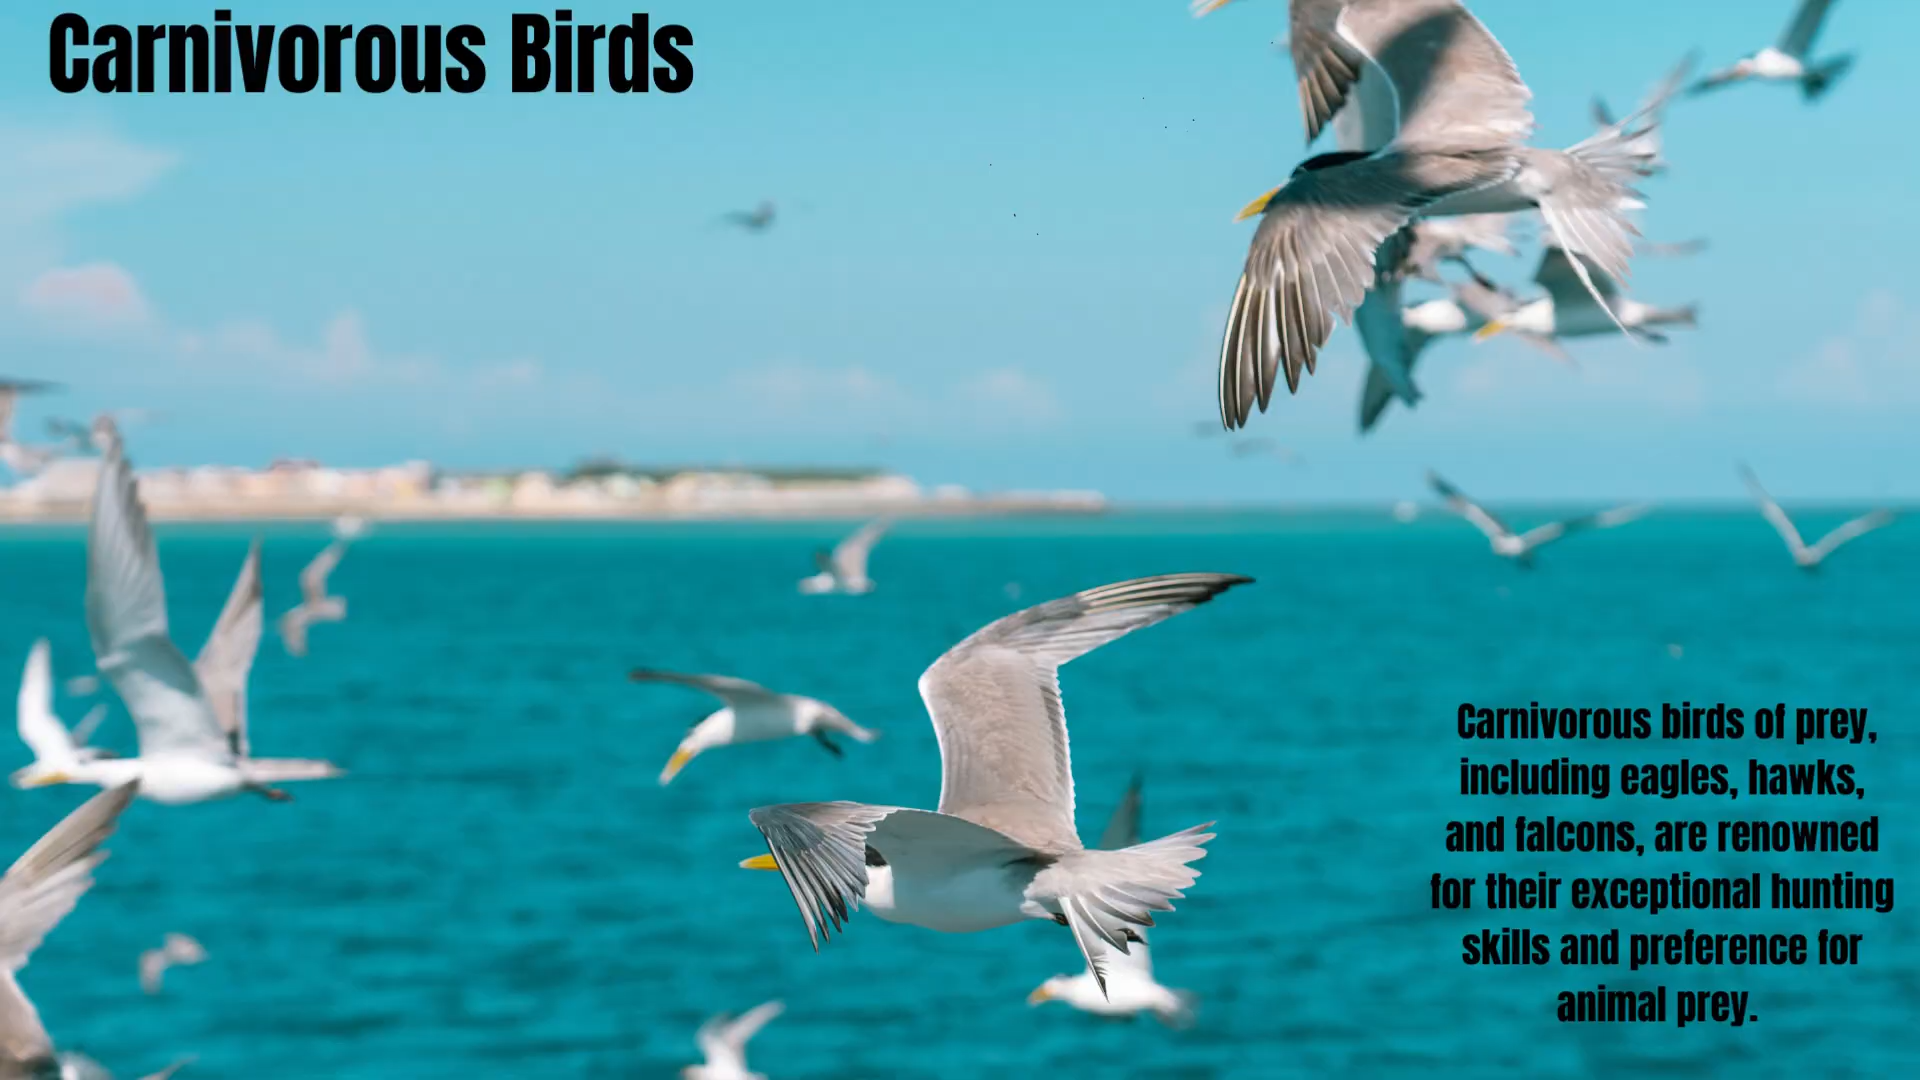 Carnivorous Birds
Carnivorous birds of prey,
including eagles, hawks,
and falcons, are renowned
for their exceptional hunting
skills and preference for
animal prey.